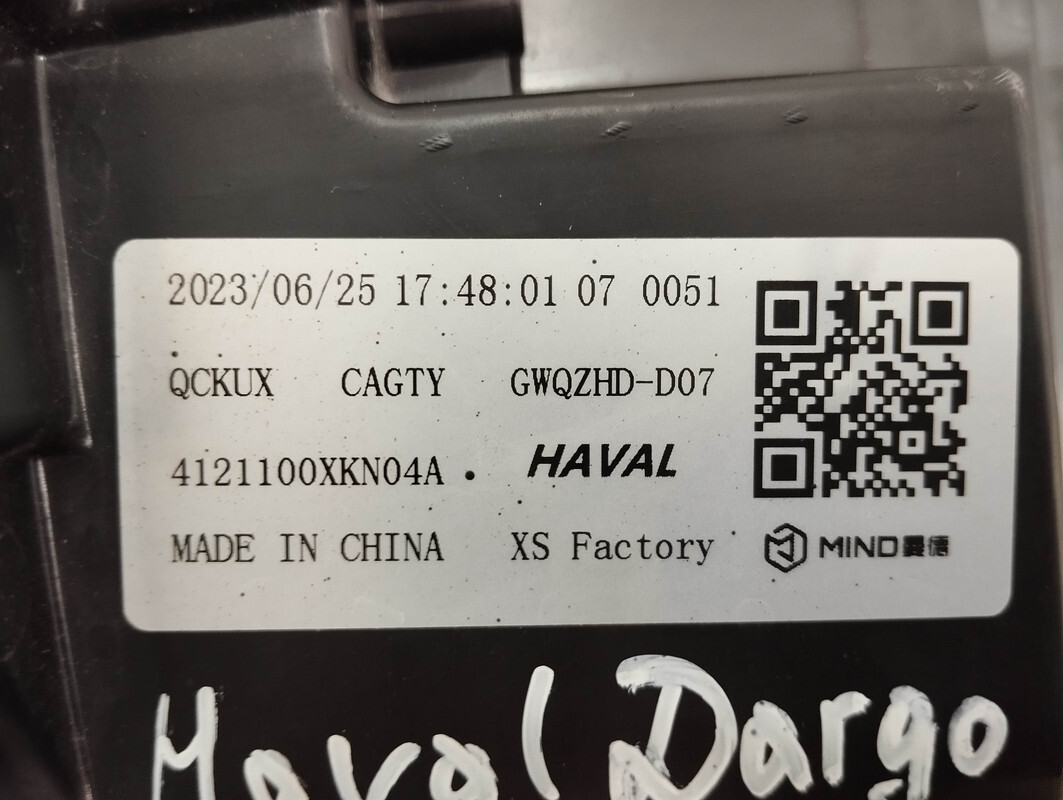 2023/06/25 17:48:01 07 0051
QCKUX CAGTY GWQZHD-D07
4121100XKN04A . HAVAL
MADE IN CHINA XS Factory MIND曼德
Haval Dargo